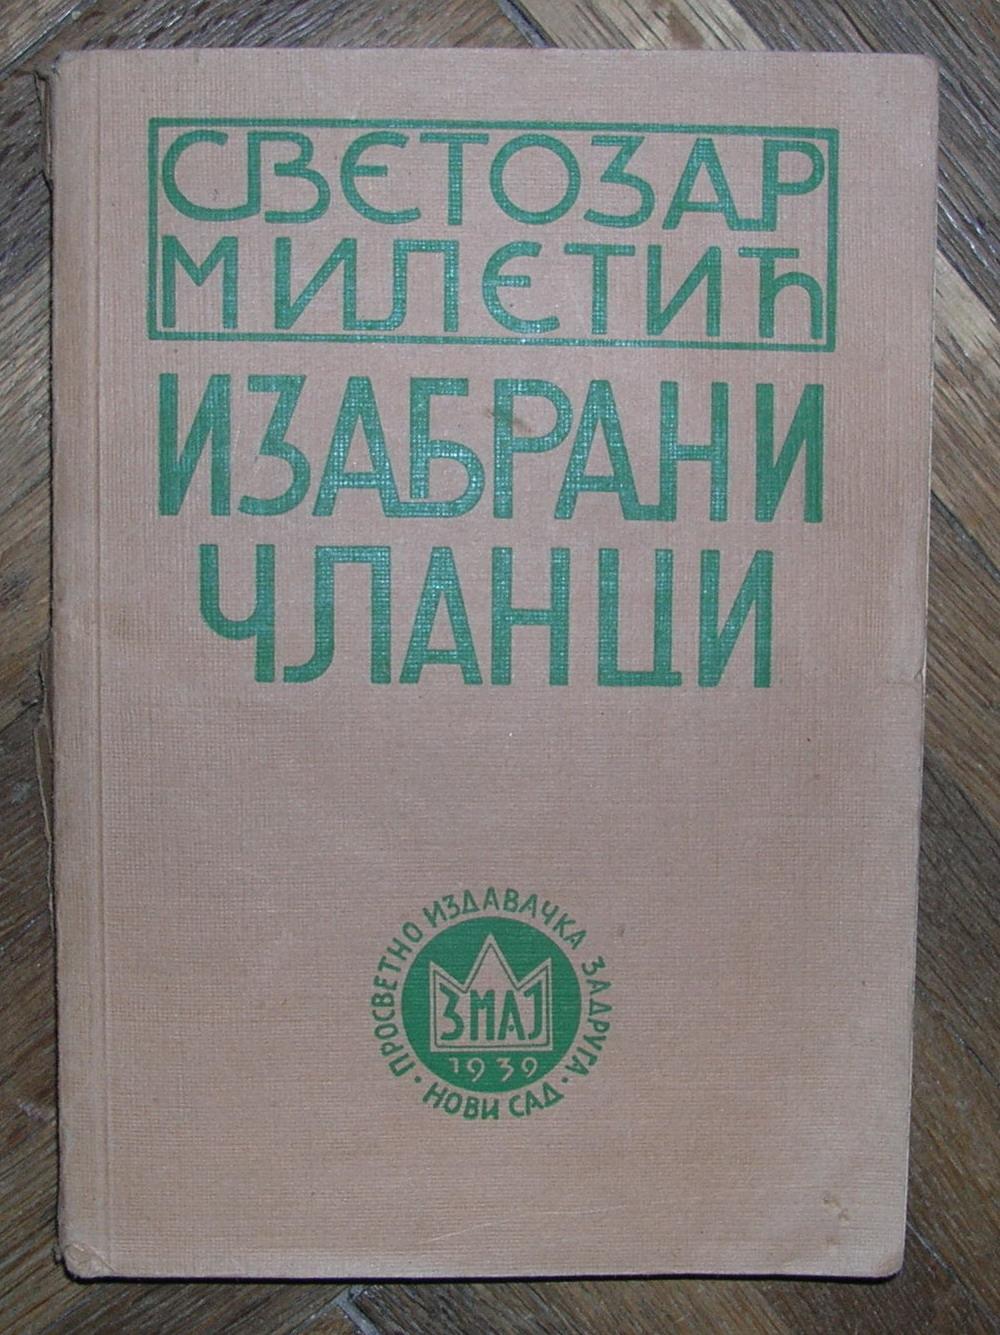 СВЕТОЗАР
МИЛЕТИЋ
ИЗАБРАНИ
ЧЛАНЦИ
ПРОСВЕТНО ИЗДАВАЧКА ЗАДРУГА
ЗМАЈ
1939
НОВИ САД